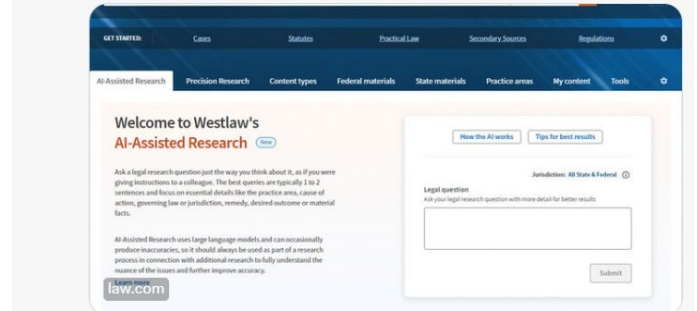 GET STARTED: Cases Statutes Practical Law Secondary Sources Regulations
AI-Assisted Research Precision Research Content types Federal materials State materials Practice areas My content Tools
Welcome to Westlaw's
AI-Assisted Research New
Ask a legal research question just the way you think about it, as if you were
giving instructions to a colleague. The best queries are typically 1 to 2
sentences and focus on essential details like the practice area, cause of
action, governing law or jurisdiction, remedy, desired outcome or material
facts.
AI-Assisted Research uses large language models and can occasionally
produce inaccuracies, so it should always be used as part of a research
process in connection with additional research to fully understand the
nuance of the issues and further improve accuracy.
Learn more
law.com
How the AI works Tips for best results
Jurisdiction: All State & Federal
Legal question
Ask your legal research question with more detail for better results
Submit